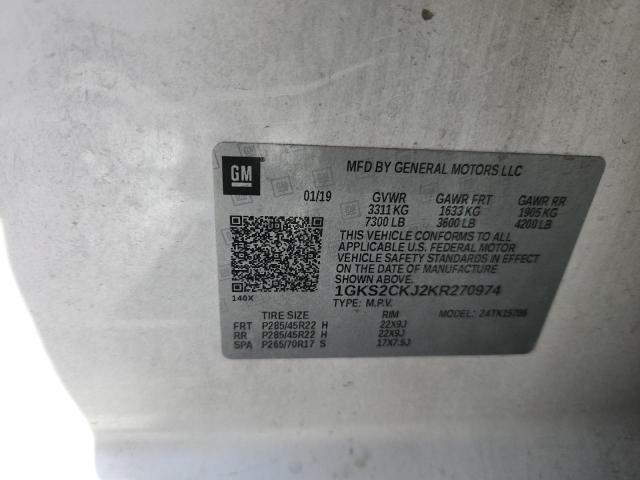 GM
MFD BY GENERAL MOTORS LLC
01/19 GVWR GAWR FRT GAWR RR
3311 KG 1633 KG 1905 KG
7300 LB 3600 LB 4200 LB
THIS VEHICLE CONFORMS TO ALL
APPLICABLE U.S. FEDERAL MOTOR
VEHICLE SAFETY STANDARDS IN EFFECT
ON THE DATE OF MANUFACTURE
SHOWN ABOVE.
1GKS2CKJ2KR270974
140X
TYPE: M.P.V. MODEL:
TIRE SIZE RIM
FRT P285/45R22 H 22X9J
RR P285/45R22 H 22X9J
SPA P265/70R17 S 17X7.5J